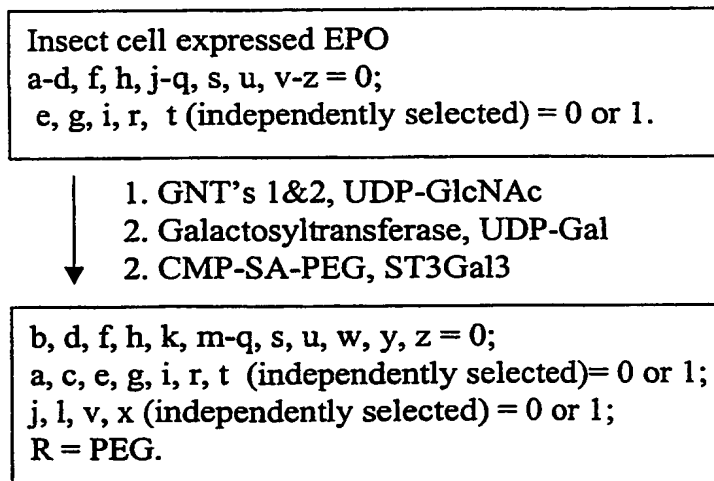 Insect cell expressed EPO
a-d, f, h, j-q, s, u, v-z = 0;
e, g, i, r, t (independently selected) = 0 or 1.
1. GNT's 1&2, UDP-GlcNAc
2. Galactosyltransferase, UDP-Gal
2. CMP-SA-PEG, ST3Gal3
b, d, f, h, k, m-q, s, u, w, y, z = 0;
a, c, e, g, i, r, t (independently selected)= 0 or 1;
j, l, v, x (independently selected) = 0 or 1;
R = PEG.